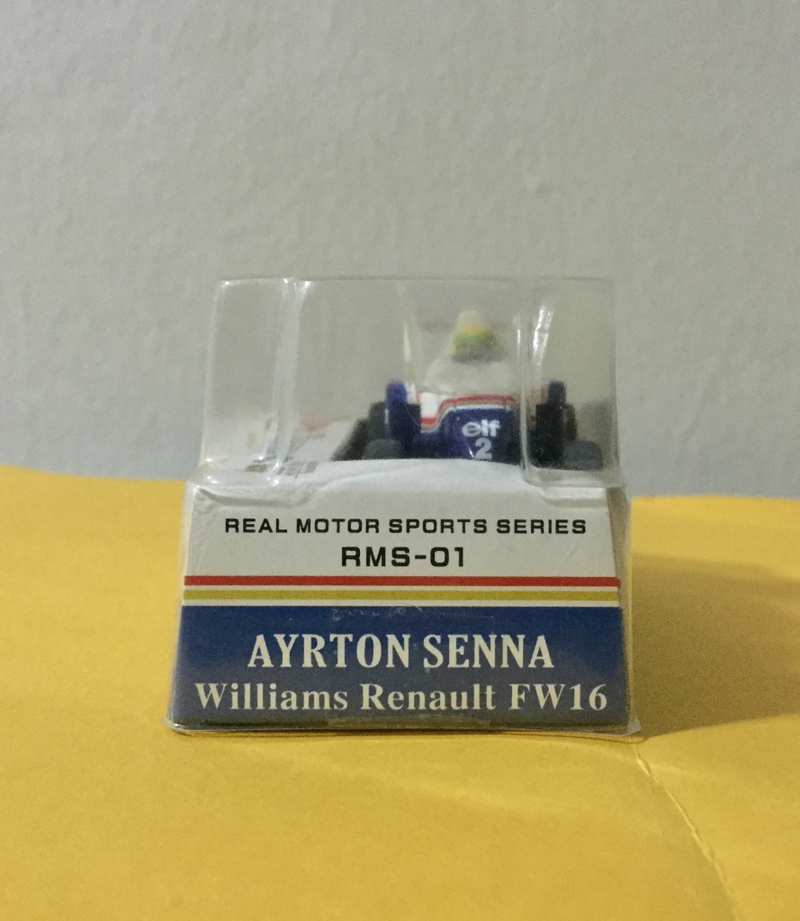 elf
2
REAL MOTOR SPORTS SERIES
RMS-01
AYRTON SENNA
Williams Renault FW16